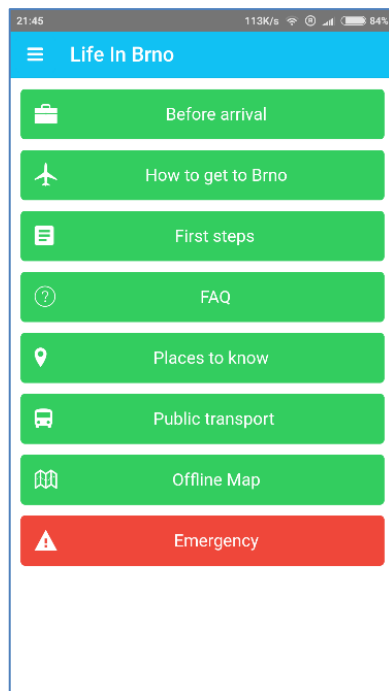 21:45 113K/s 84%
Life In Brno
Before arrival
How to get to Brno
First steps
FAQ
Places to know
Public transport
Offline Map
Emergency